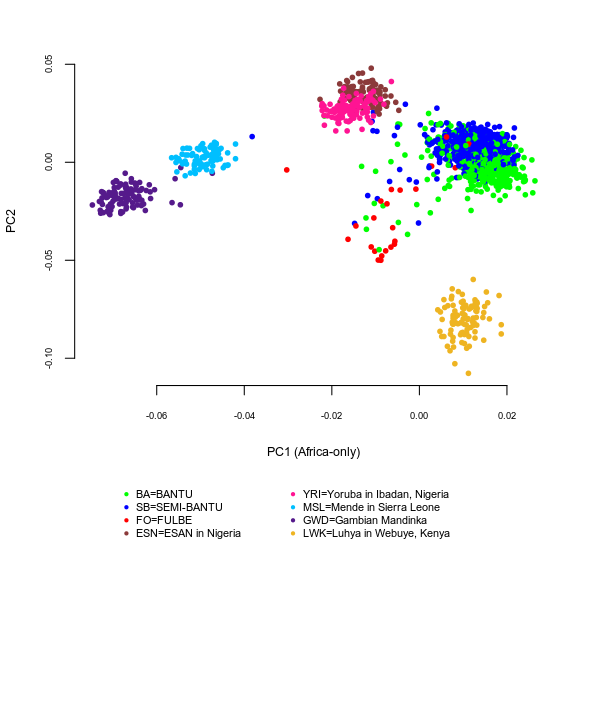 0.05
0.00
-0.05
-0.10
PC2
-0.06 -0.04 -0.02 0.00 0.02
PC1 (Africa-only)
BA=BANTU YRI=Yoruba in Ibadan, Nigeria
SB=SEMI-BANTU MSL=Mende in Sierra Leone
FO=FULBE GWD=Gambian Mandinka
ESN=ESAN in Nigeria LWK=Luhya in Webuye, Kenya